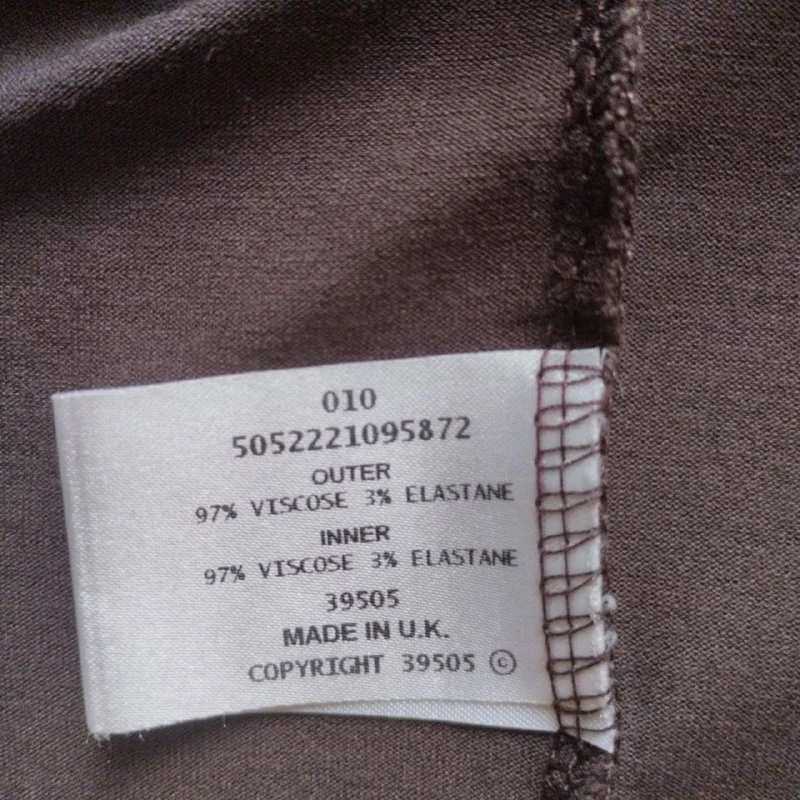 010
5052221095872
OUTER
97% VISCOSE 3% ELASTANE
INNER
97% VISCOSE 3% ELASTANE
39505
MADE IN U.K.
COPYRIGHT 39505 ©